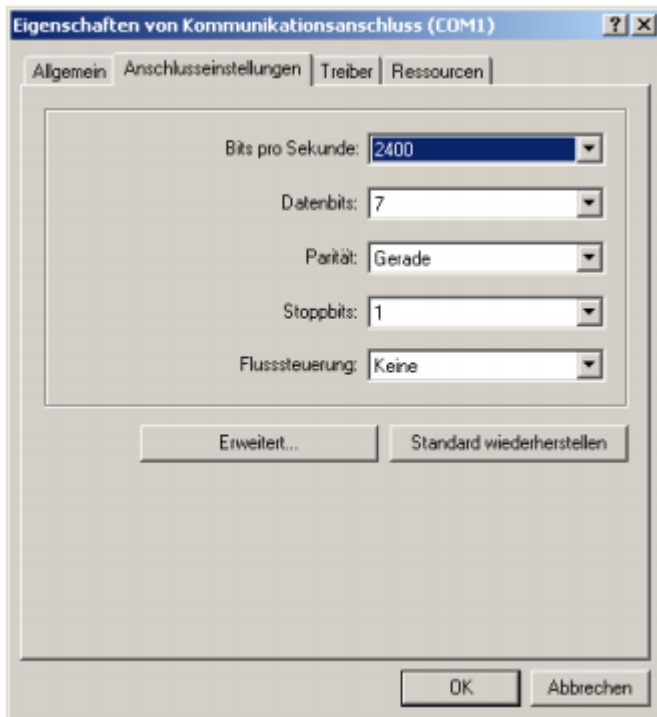 Eigenschaften von Kommunikationsanschluss (COM1)
Allgemein Anschlusseinstellungen Treiber Ressourcen
Bits pro Sekunde: 2400
Datenbits: 7
Parität: Gerade
Stoppbits: 1
Flusssteuerung: Keine
Erweitert... Standard wiederherstellen
OK Abbrechen